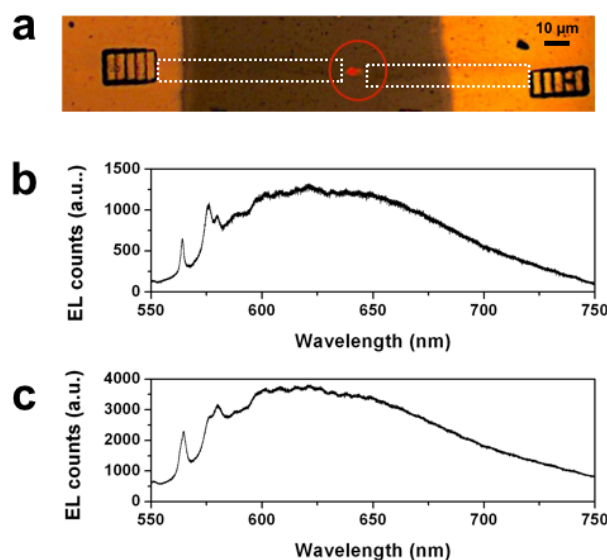 a
10 µm
b
EL counts (a.u..)
1500
1000
500
0
550 600 650 700 750
Wavelength (nm)
c
EL counts (a.u.)
4000
3000
2000
1000
0
550 600 650 700 750
Wavelength (nm)